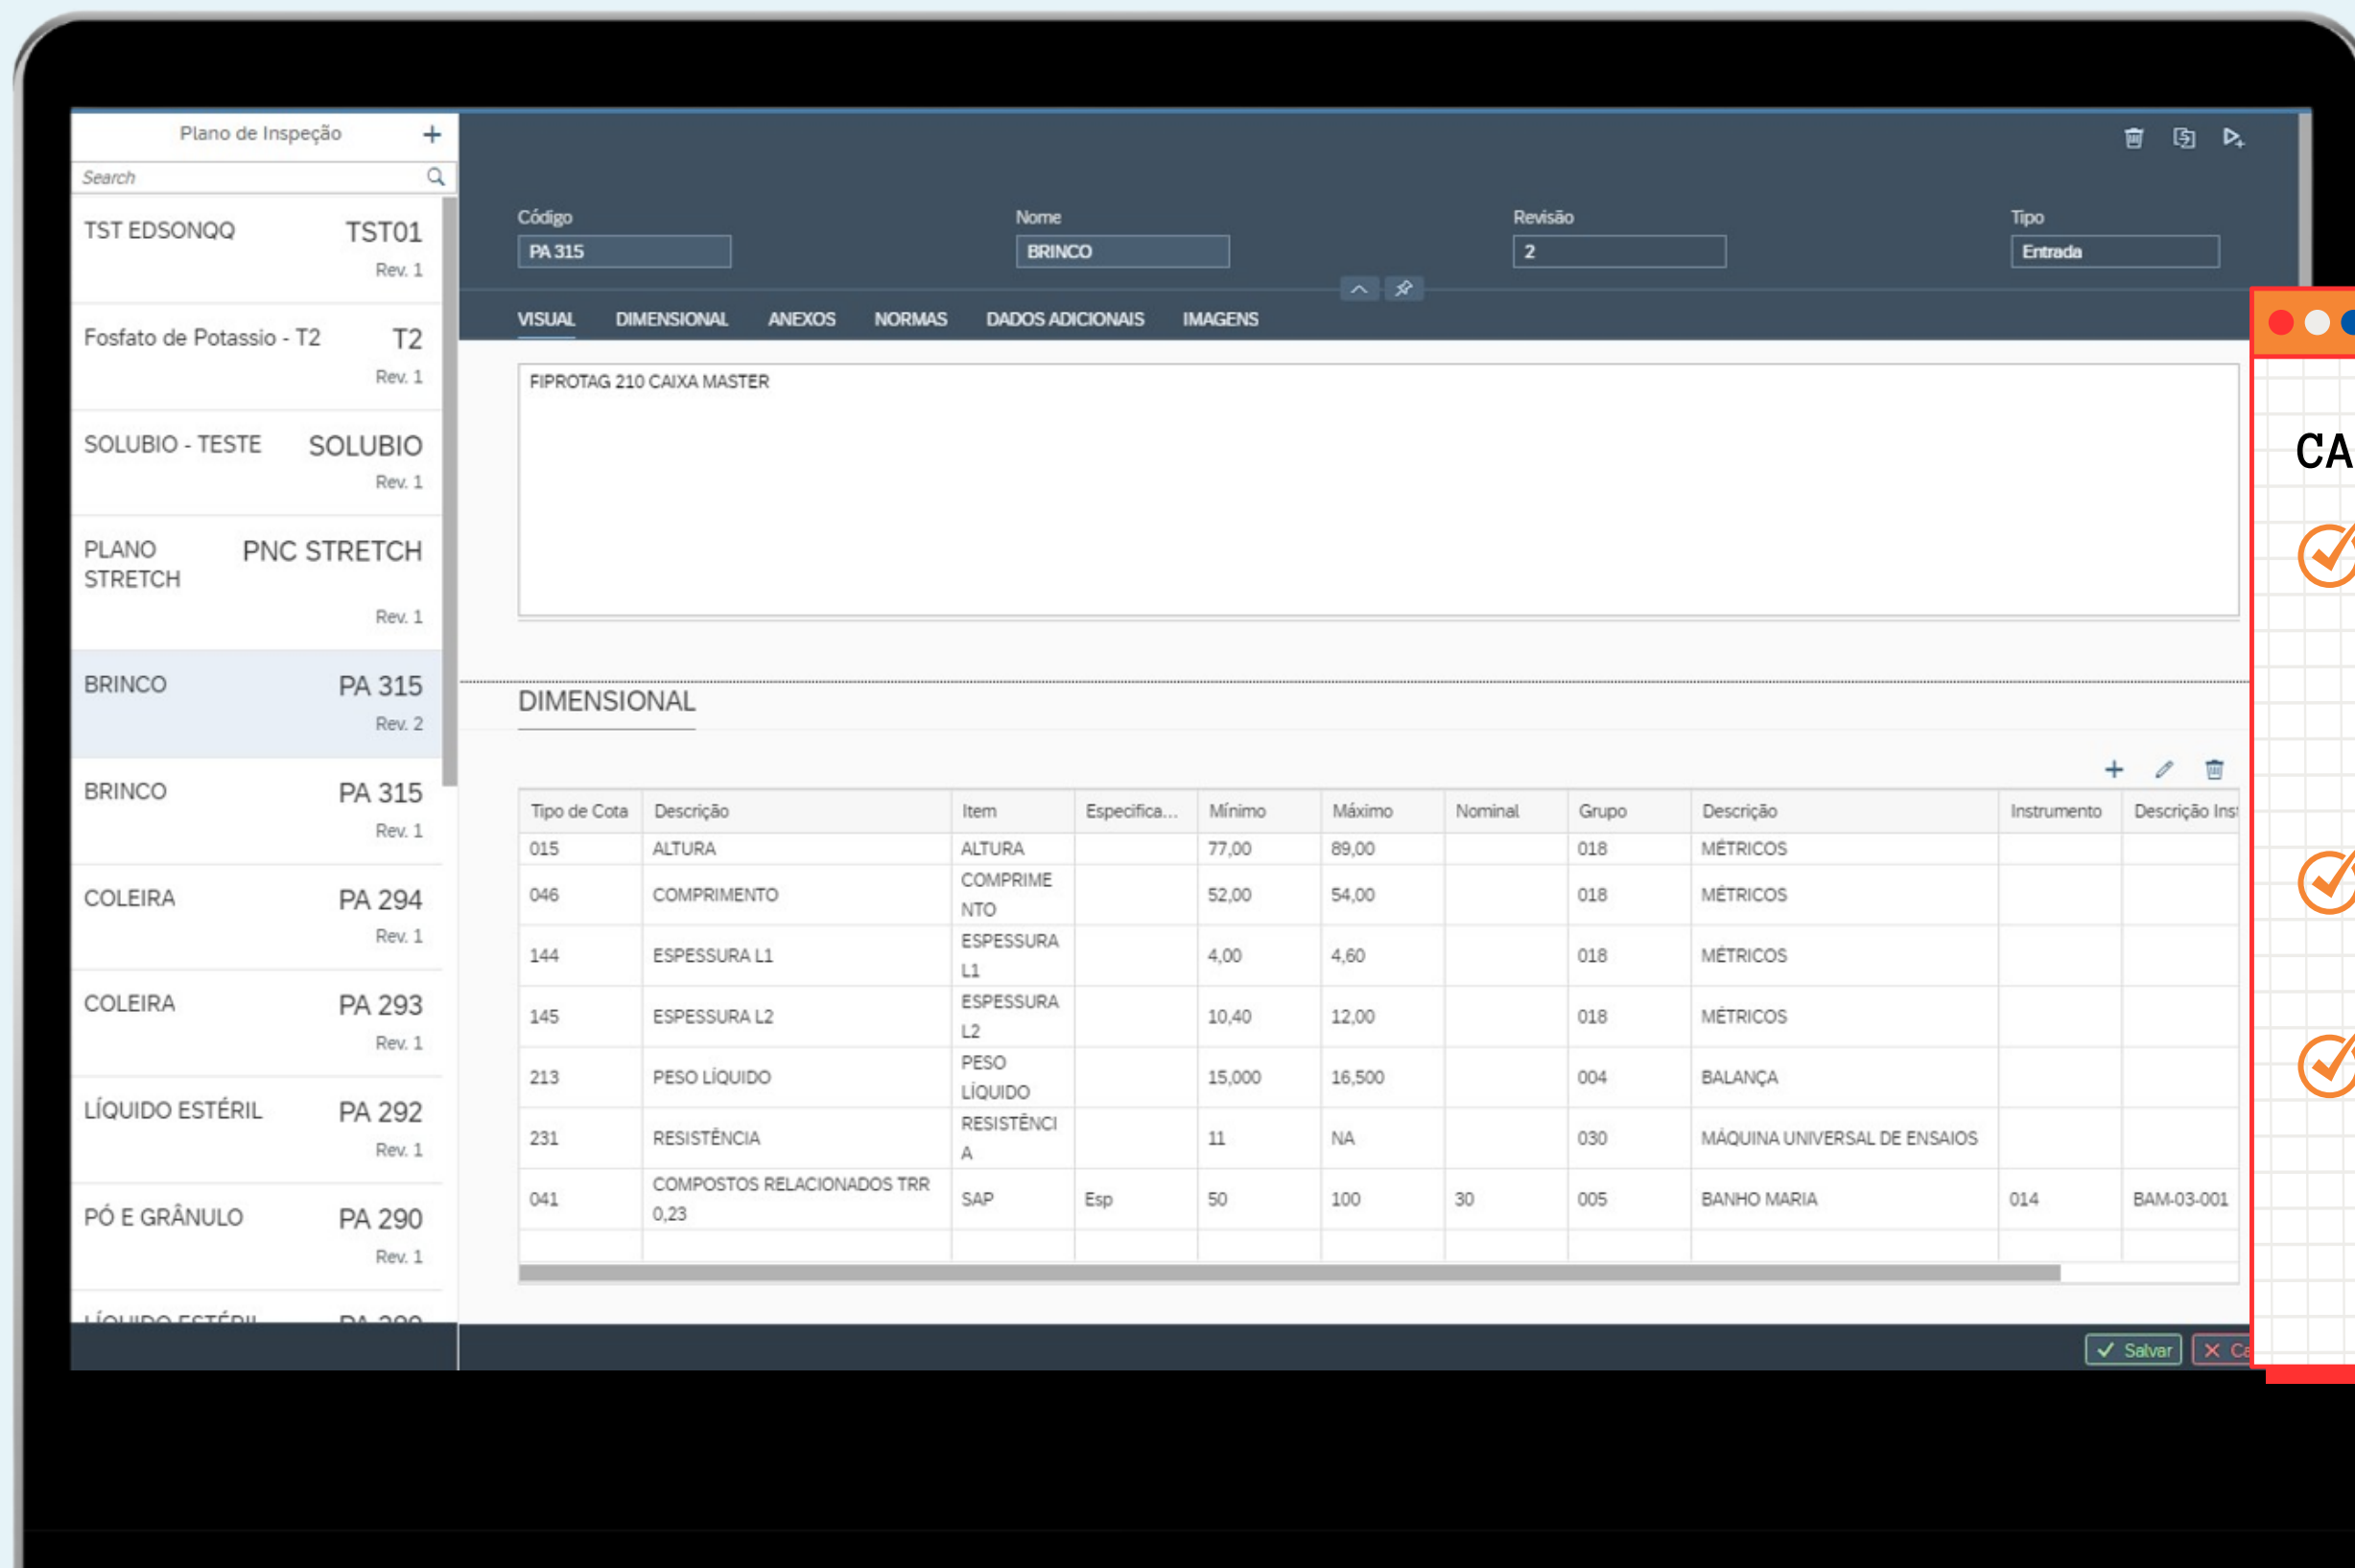 Plano de Inspeção
Search
TST EDSONQQ TST01
Rev. 1
Fosfato de Potassio - T2 T2
Rev. 1
SOLUBIO - TESTE SOLUBIO
Rev. 1
PLANO STRETCH PNC STRETCH
Rev. 1
BRINCO PA 315
Rev. 2
BRINCO PA 315
Rev. 1
COLEIRA PA 294
Rev. 1
COLEIRA PA 293
Rev. 1
LÍQUIDO ESTÉRIL PA 292
Rev. 1
PÓ E GRÂNULO PA 290
Rev. 1
LÍQUIDO ESTÉRIL
Código Nome Revisão Tipo
PA 315 BRINCO 2 Entrada
VISUAL DIMENSIONAL ANEXOS NORMAS DADOS ADICIONAIS IMAGENS
FIPROTAG 210 CAIXA MASTER
DIMENSIONAL
Tipo de Cota Descrição Item Especifica... Mínimo Máximo Nominal Grupo Descrição Instrumento Descrição Ins
015 ALTURA ALTURA 77,00 89,00 018 MÉTRICOS
046 COMPRIMENTO COMPRIMENTO 52,00 54,00 018 MÉTRICOS
144 ESPESSURA L1 ESPESSURA L1 4,00 4,60 018 MÉTRICOS
145 ESPESSURA L2 ESPESSURA L2 10,40 12,00 018 MÉTRICOS
213 PESO LÍQUIDO PESO LÍQUIDO 15,000 16,500 004 BALANÇA
231 RESISTÊNCIA RESISTÊNCIA 11 NA 030 MÁQUINA UNIVERSAL DE ENSAIOS
041 COMPOSTOS RELACIONADOS TRR 0,23 SAP Esp 50 100 30 005 BANHO MARIA 014 BAM-03-001
Salvar Ca
CA